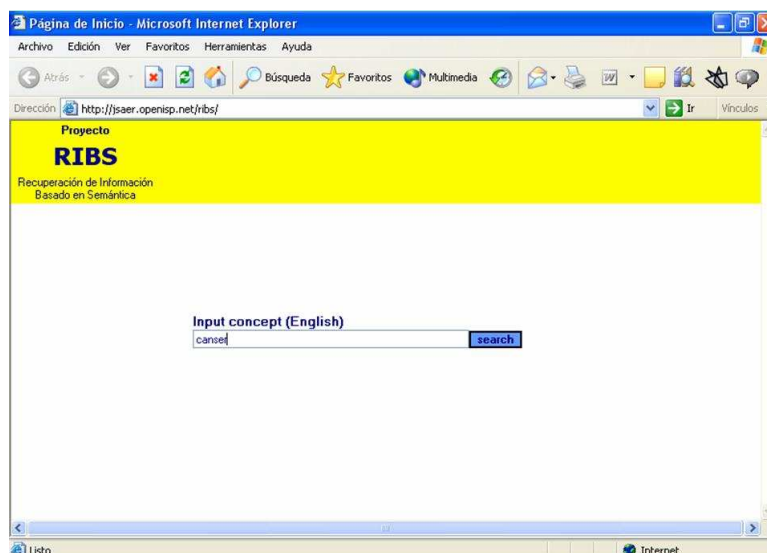 Página de Inicio - Microsoft Internet Explorer
Archivo Edición Ver Favoritos Herramientas Ayuda
Atrás Búsqueda Favoritos Multimedia
Dirección http://jsaer.openisp.net/ribs/ Ir Vínculos
Proyecto
RIBS
Recuperación de Información
Basado en Semántica
Input concept (English)
canser search
Listo Internet